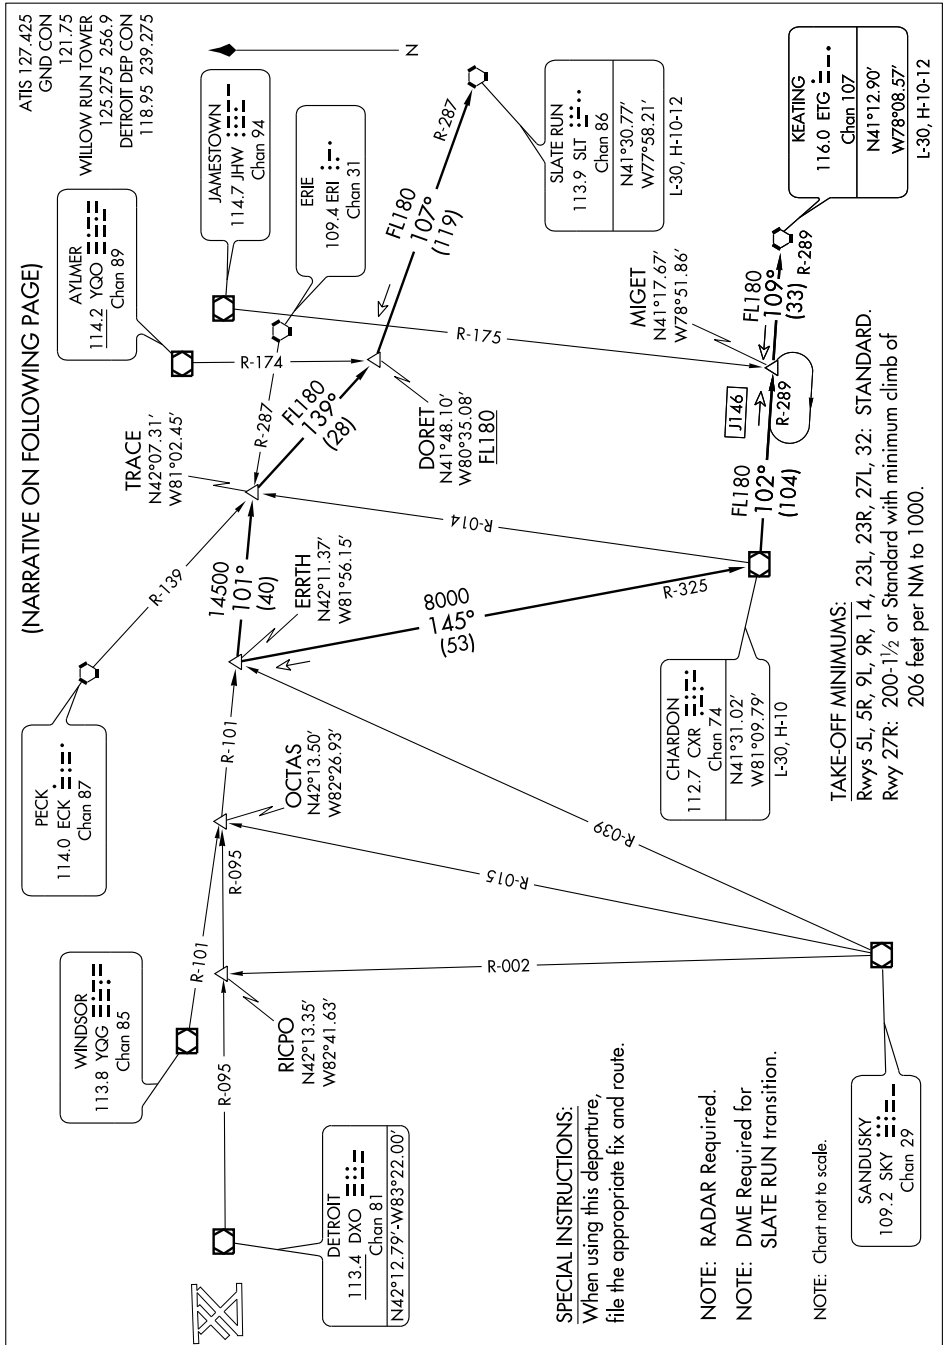 (NARRATIVE ON FOLLOWING PAGE)
ATIS 127.425
GND CON
121.75
WILLOW RUN TOWER
125.275 256.9
DETROIT DEP CON
118.95 239.275
PECK
114.0 ECK
Chan 87
AYLMER
114.2 YQO
Chan 89
JAMESTOWN
114.7 JHW
Chan 94
ERIE
109.4 ERI
Chan 31
N
WINDSOR
113.8 YQG
Chan 85
R-139
TRACE
N42°07.31'
W81°02.45'
R-174
R-287
R-287
R-095
R-101
R-095
R-101
14500
101°
(40)
FL180
139°
(28)
FL180
107°
(119)
SLATE RUN
113.9 SLT
Chan 86
N41°30.77'
W77°58.21'
L-30, H-10-12
DETROIT
113.4 DXO
Chan 81
N42°12.79'-W83°22.00'
RICPO
N42°13.35'
W82°41.63'
OCTAS
N42°13.50'
W82°26.93'
ERRTH
N42°11.37'
W81°56.15'
DORET
N41°48.10'
W80°35.08'
FL180
R-175
R-014
8000
145°
(53)
R-325
R-002
R-015
R-039
MIGET
N41°17.67'
W78°51.86'
J146
FL180
102°
(104)
R-289
FL180
109°
(33)
R-289
KEATING
116.0 ETG
Chan 107
N41°12.90'
W78°08.57'
L-30, H-10-12
CHARDON
112.7 CXR
Chan 74
N41°31.02'
W81°09.79'
L-30, H-10
SPECIAL INSTRUCTIONS:
When using this departure,
file the appropriate fix and route.
NOTE: RADAR Required.
NOTE: DME Required for
SLATE RUN transition.
NOTE: Chart not to scale.
SANDUSKY
109.2 SKY
Chan 29
TAKE-OFF MINIMUMS:
Rwys 5L, 5R, 9L, 9R, 14, 23L, 23R, 27L, 32: STANDARD.
Rwy 27R: 200-1½ or Standard with minimum climb of
206 feet per NM to 1000.